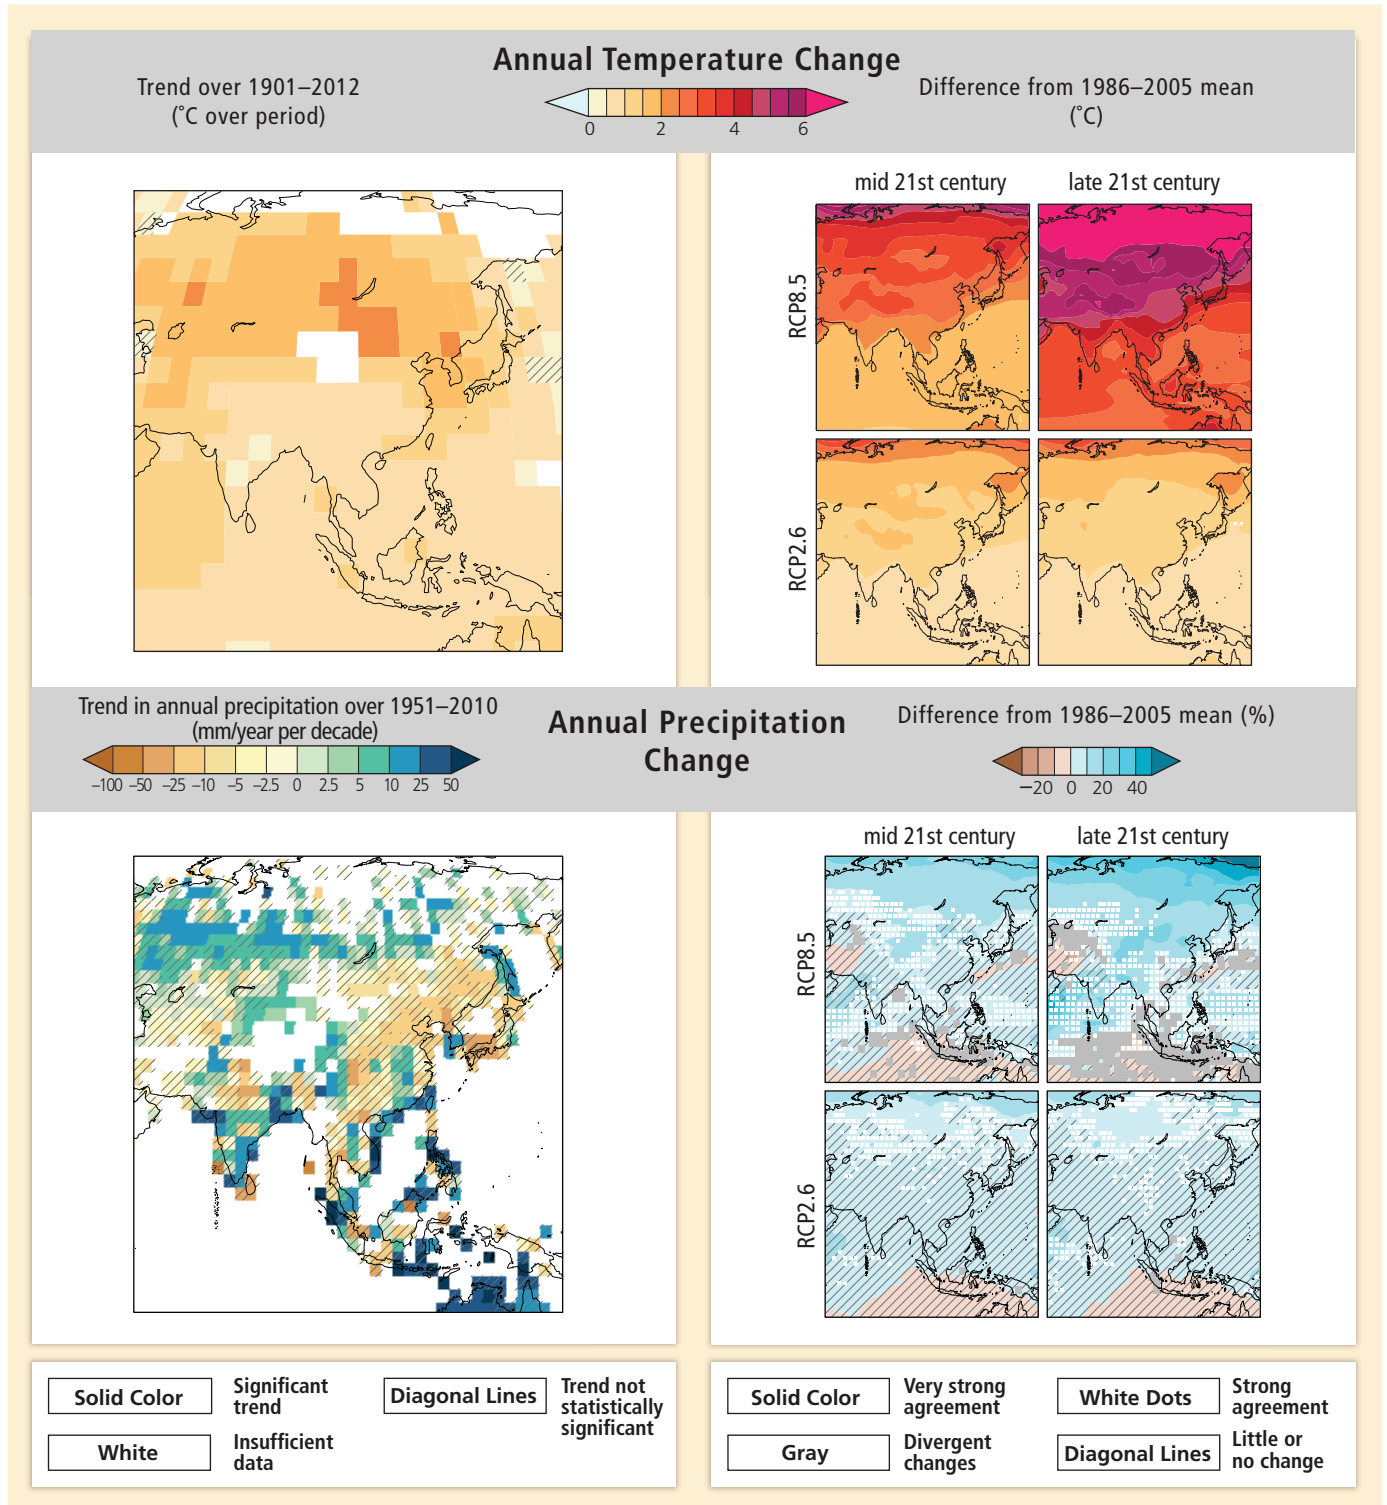 Annual Temperature Change
Trend over 1901–2012
(˚C over period)
0 2 4 6
Difference from 1986–2005 mean
(˚C)
mid 21st century
late 21st century
RCP8.5
RCP2.6
Trend in annual precipitation over 1951–2010
(mm/year per decade)
–100 –50 –25 –10 –5 –2.5 0 2.5 5 10 25 50
Annual Precipitation
Change
Difference from 1986–2005 mean (%)
–20 0 20 40
mid 21st century
late 21st century
RCP8.5
RCP2.6
Solid Color
Significant
trend
Diagonal Lines
Trend not
statistically
significant
White
Insufficient
data
Solid Color
Very strong
agreement
White Dots
Strong
agreement
Gray
Divergent
changes
Diagonal Lines
Little or
no change